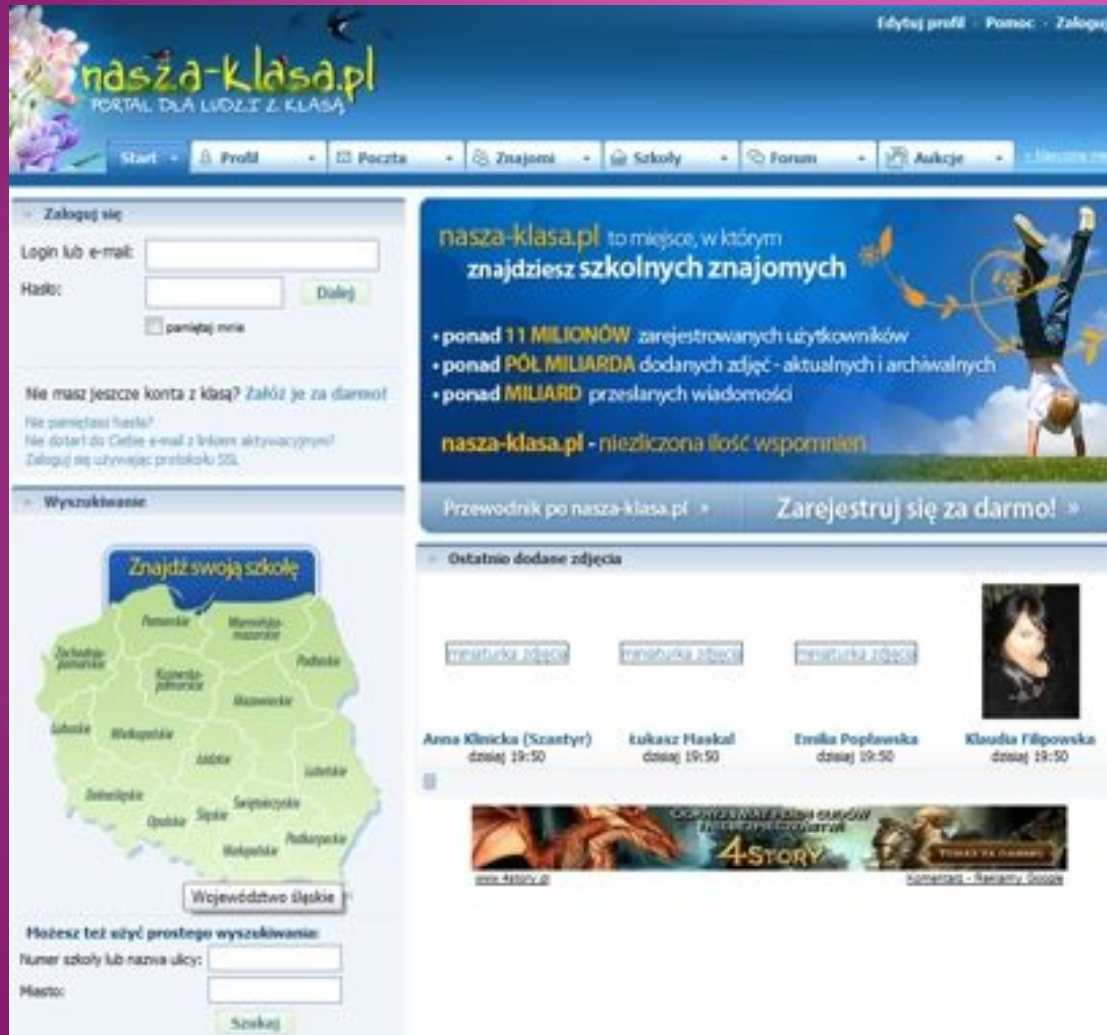 Edytuj profil · Pomoc · Zaloguj
nasza-klasa.pl
PORTAL DLA LUDZI Z KLASĄ
Start
Profil
Poczta
Znajomi
Szkoły
Forum
Aukcje
Zaloguj się
Login lub e-mail:
Hasło:
Dalej
pamiętaj mnie
Nie masz jeszcze konta z klasą? Załóż je za darmo!
Nie pamiętasz hasła?
Nie dotarł do Ciebie e-mail z linkiem aktywacyjnym?
Zaloguj się używając protokołu SSL
nasza-klasa.pl to miejsce, w którym
znajdziesz szkolnych znajomych
• ponad 11 MILIONÓW zarejestrowanych użytkowników
• ponad PÓŁ MILIARDA dodanych zdjęć - aktualnych i archiwalnych
• ponad MILIARD przesłanych wiadomości
nasza-klasa.pl - niezliczona ilość wspomnień
Przewodnik po nasza-klasa.pl »
Zarejestruj się za darmo! »
Wyszukiwanie
Znajdź swoją szkołę
Pomorskie
Warmińsko-
mazurskie
Zachodnio-
pomorskie
Kujawsko-
pomorskie
Podlaskie
Mazowieckie
Lubuskie
Wielkopolskie
Łódzkie
Lubelskie
Dolnośląskie
Opolskie
Śląskie
Świętokrzyskie
Małopolskie
Podkarpackie
Województwo śląskie
Możesz też użyć prostego wyszukiwania:
Numer szkoły lub nazwa ulicy:
Miasto:
Szukaj
Ostatnio dodane zdjęcia
miniaturka zdjęcia
miniaturka zdjęcia
miniaturka zdjęcia
Anna Klinicka (Szantyr)
dzisiaj 19:50
Łukasz Maskal
dzisiaj 19:50
Emilia Popławska
dzisiaj 19:50
Klaudia Filipowska
dzisiaj 19:50
4STORY
www.4story.pl
Komentarz - Reklamy Google